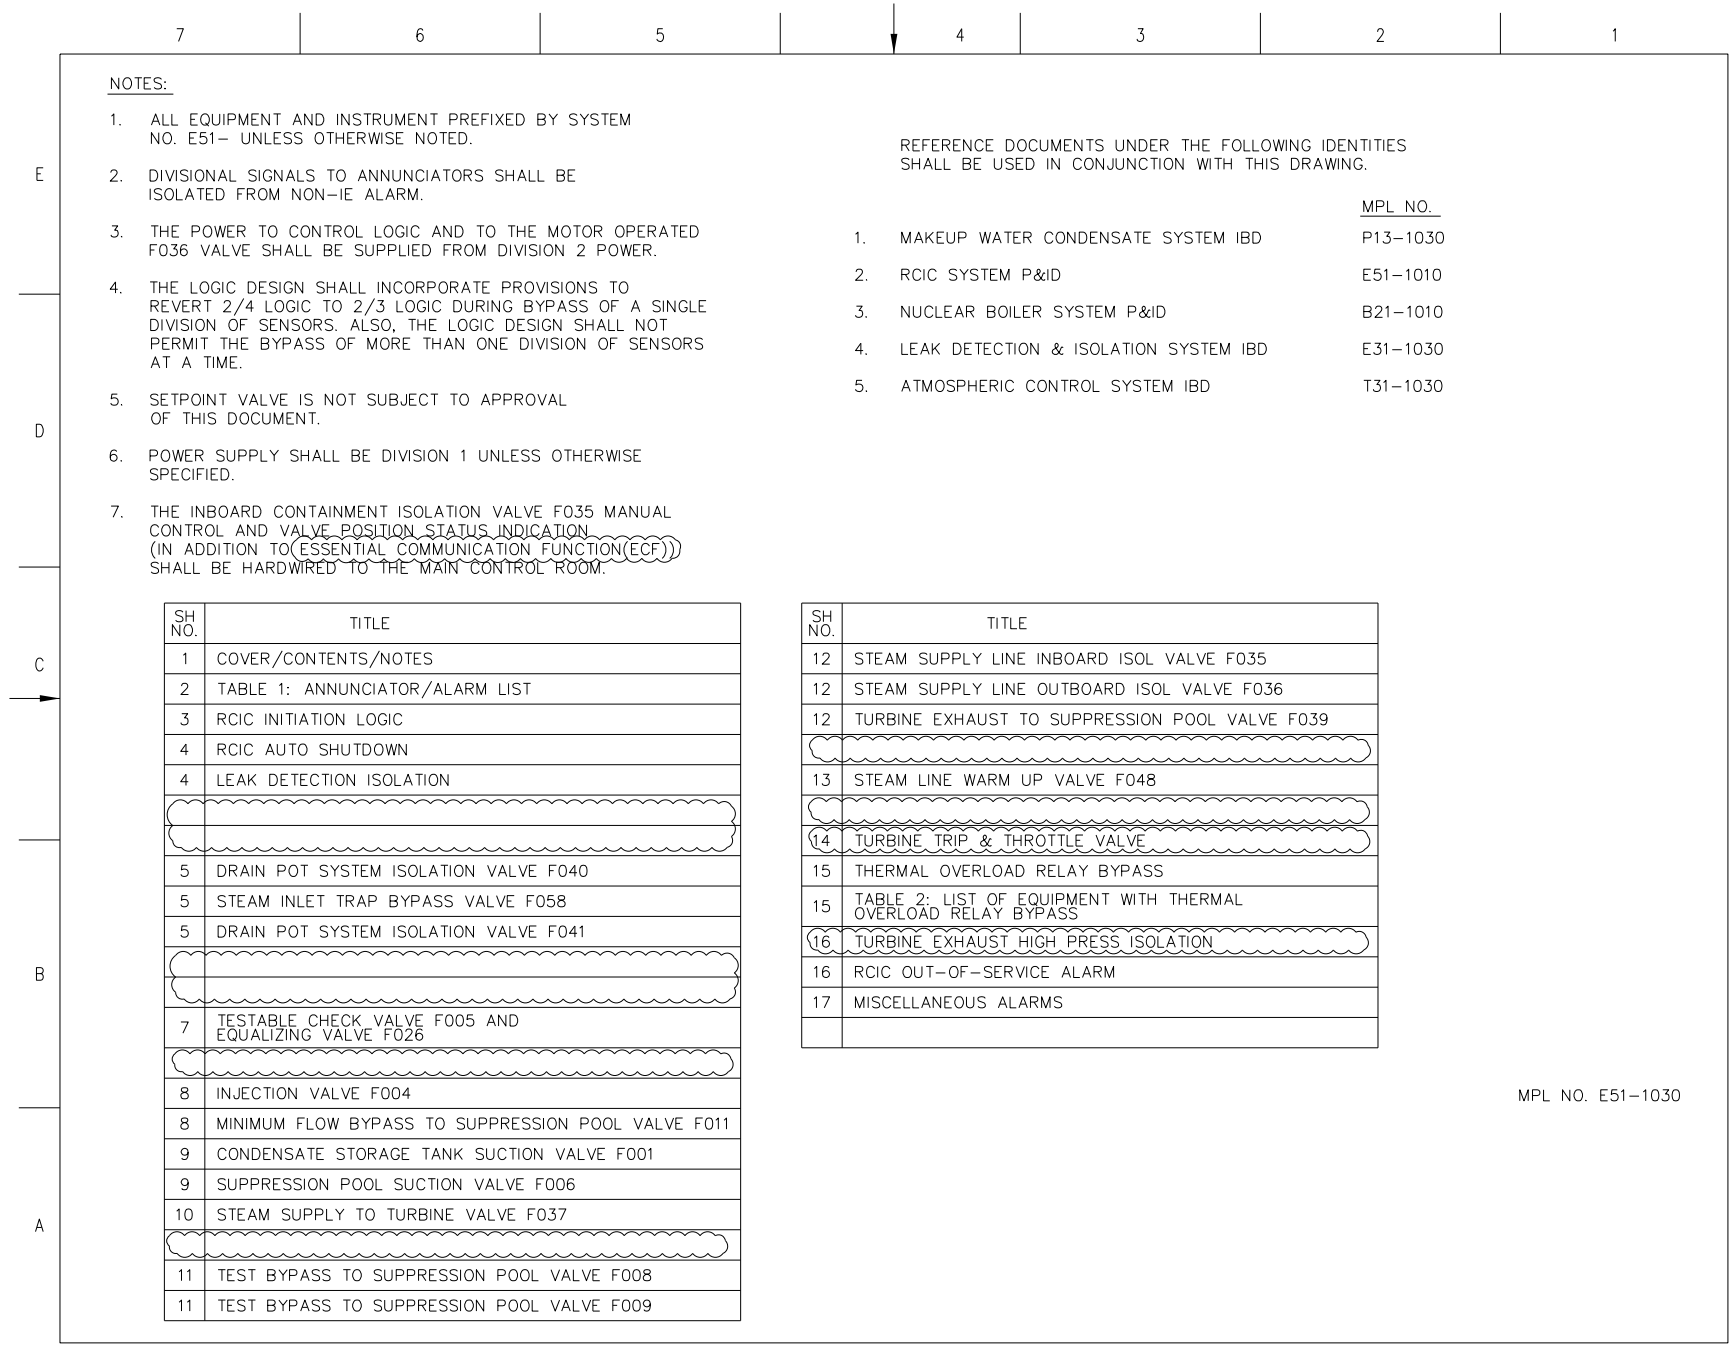 7 6 5 4 3 2 1
E
D
C
B
A
NOTES:
1. ALL EQUIPMENT AND INSTRUMENT PREFIXED BY SYSTEM
NO. E51– UNLESS OTHERWISE NOTED.
2. DIVISIONAL SIGNALS TO ANNUNCIATORS SHALL BE
ISOLATED FROM NON–IE ALARM.
3. THE POWER TO CONTROL LOGIC AND TO THE MOTOR OPERATED
F036 VALVE SHALL BE SUPPLIED FROM DIVISION 2 POWER.
4. THE LOGIC DESIGN SHALL INCORPORATE PROVISIONS TO
REVERT 2/4 LOGIC TO 2/3 LOGIC DURING BYPASS OF A SINGLE
DIVISION OF SENSORS. ALSO, THE LOGIC DESIGN SHALL NOT
PERMIT THE BYPASS OF MORE THAN ONE DIVISION OF SENSORS
AT A TIME.
5. SETPOINT VALVE IS NOT SUBJECT TO APPROVAL
OF THIS DOCUMENT.
6. POWER SUPPLY SHALL BE DIVISION 1 UNLESS OTHERWISE
SPECIFIED.
7. THE INBOARD CONTAINMENT ISOLATION VALVE F035 MANUAL
CONTROL AND VALVE POSITION STATUS INDICATION
(IN ADDITION TO ESSENTIAL COMMUNICATION FUNCTION(ECF))
SHALL BE HARDWIRED TO THE MAIN CONTROL ROOM.
REFERENCE DOCUMENTS UNDER THE FOLLOWING IDENTITIES
SHALL BE USED IN CONJUNCTION WITH THIS DRAWING.
MPL NO.
1. MAKEUP WATER CONDENSATE SYSTEM IBD P13–1030
2. RCIC SYSTEM P&ID E51–1010
3. NUCLEAR BOILER SYSTEM P&ID B21–1010
4. LEAK DETECTION & ISOLATION SYSTEM IBD E31–1030
5. ATMOSPHERIC CONTROL SYSTEM IBD T31–1030
SH
NO. TITLE
1 COVER/CONTENTS/NOTES
2 TABLE 1: ANNUNCIATOR/ALARM LIST
3 RCIC INITIATION LOGIC
4 RCIC AUTO SHUTDOWN
4 LEAK DETECTION ISOLATION
5 DRAIN POT SYSTEM ISOLATION VALVE F040
5 STEAM INLET TRAP BYPASS VALVE F058
5 DRAIN POT SYSTEM ISOLATION VALVE F041
7 TESTABLE CHECK VALVE F005 AND
EQUALIZING VALVE F026
8 INJECTION VALVE F004
8 MINIMUM FLOW BYPASS TO SUPPRESSION POOL VALVE F011
9 CONDENSATE STORAGE TANK SUCTION VALVE F001
9 SUPPRESSION POOL SUCTION VALVE F006
10 STEAM SUPPLY TO TURBINE VALVE F037
11 TEST BYPASS TO SUPPRESSION POOL VALVE F008
11 TEST BYPASS TO SUPPRESSION POOL VALVE F009
SH
NO. TITLE
12 STEAM SUPPLY LINE INBOARD ISOL VALVE F035
12 STEAM SUPPLY LINE OUTBOARD ISOL VALVE F036
12 TURBINE EXHAUST TO SUPPRESSION POOL VALVE F039
13 STEAM LINE WARM UP VALVE F048
14 TURBINE TRIP & THROTTLE VALVE
15 THERMAL OVERLOAD RELAY BYPASS
15 TABLE 2: LIST OF EQUIPMENT WITH THERMAL
OVERLOAD RELAY BYPASS
16 TURBINE EXHAUST HIGH PRESS ISOLATION
16 RCIC OUT–OF–SERVICE ALARM
17 MISCELLANEOUS ALARMS
MPL NO. E51–1030